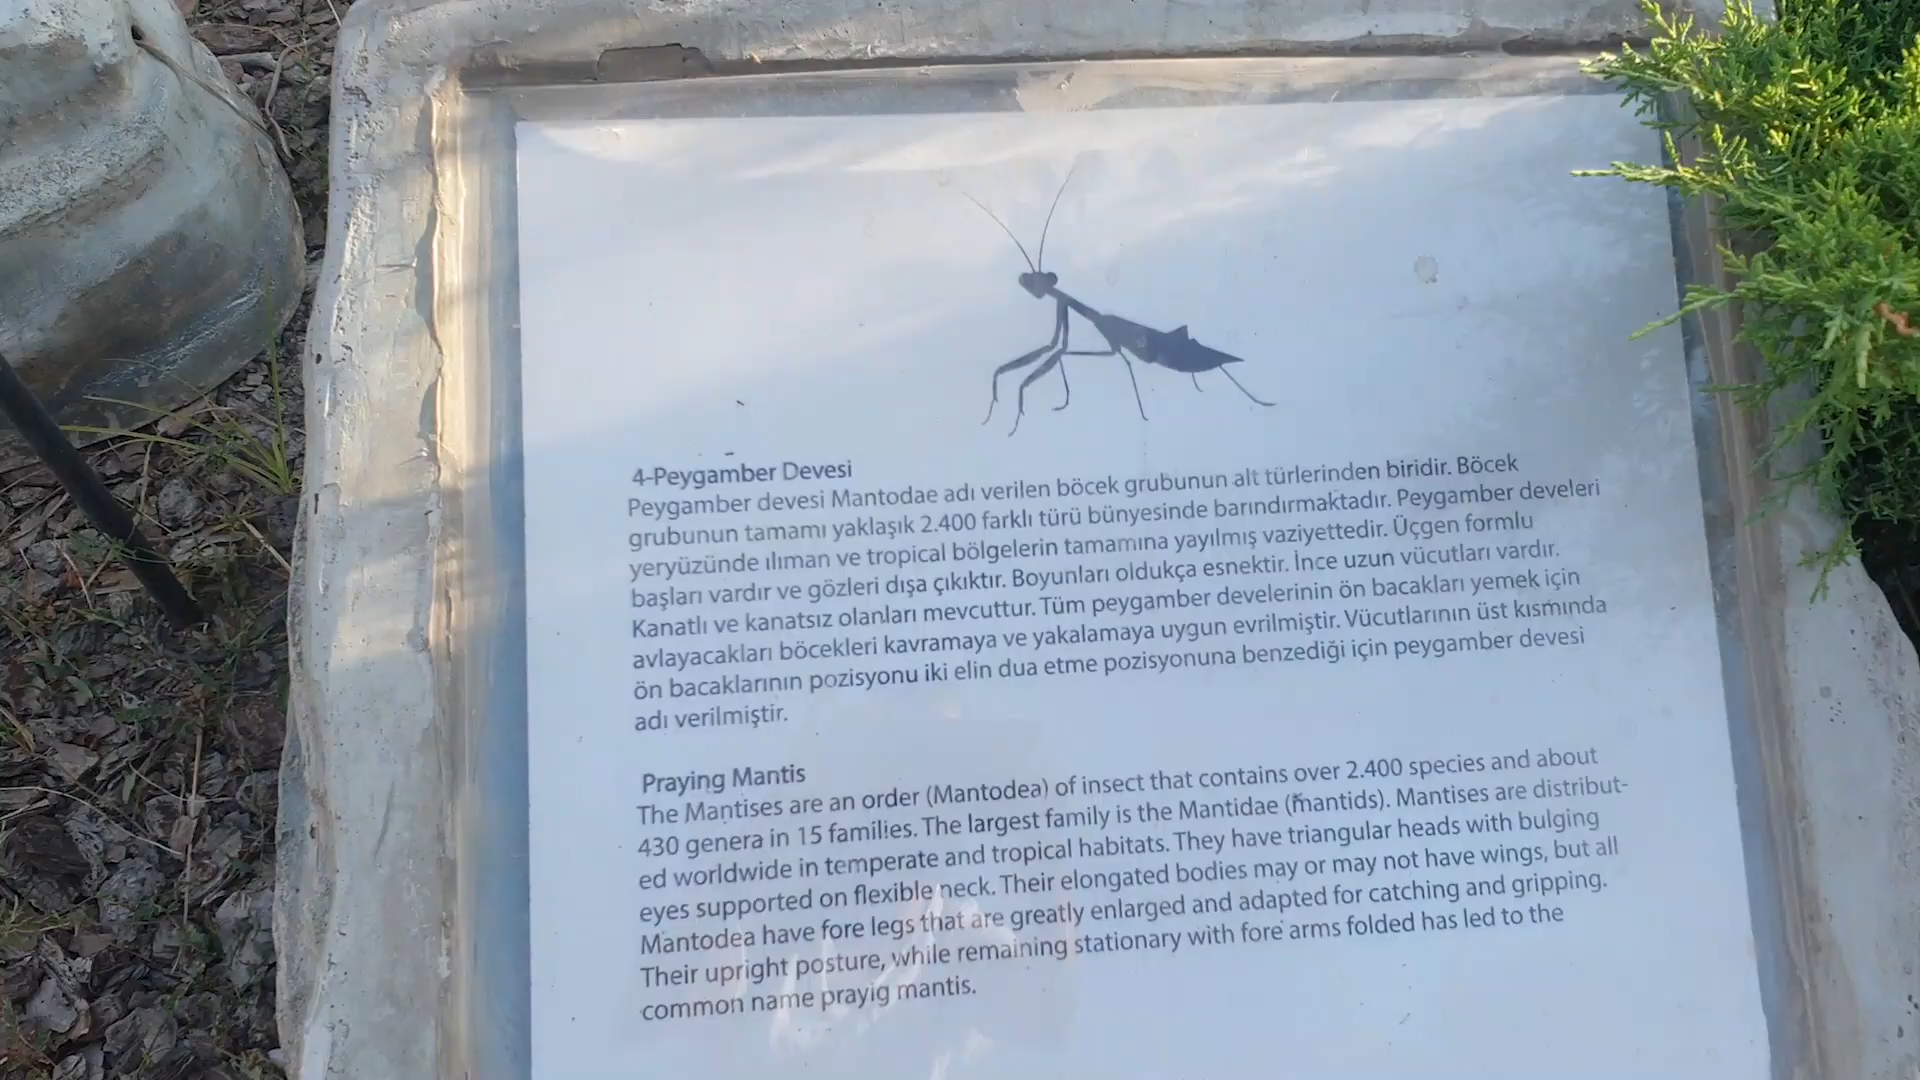 4-Peygamber Devesi
Peygamber devesi Mantodae adı verilen böcek grubunun alt türlerinden biridir. Böcek
grubunun tamamı yaklaşık 2.400 farklı türü bünyesinde barındırmaktadır. Peygamber develeri
yeryüzünde ılıman ve tropical bölgelerin tamamına yayılmış vaziyettedir. Üçgen formlu
başları vardır ve gözleri dışa çıkıktır. Boyunları oldukça esnektir. İnce uzun vücutları vardır.
Kanatlı ve kanatsız olanları mevcuttur. Tüm peygamber develerinin ön bacakları yemek için
avlayacakları böcekleri kavramaya ve yakalamaya uygun evrilmiştir. Vücutlarının üst kısmında
ön bacaklarının pozisyonu iki elin dua etme pozisyonuna benzediği için peygamber devesi
adı verilmiştir.
Praying Mantis
The Mantises are an order (Mantodea) of insect that contains over 2.400 species and about
430 genera in 15 families. The largest family is the Mantidae (mantids). Mantises are distribut-
ed worldwide in temperate and tropical habitats. They have triangular heads with bulging
eyes supported on flexible neck. Their elongated bodies may or may not have wings, but all
Mantodea have fore legs that are greatly enlarged and adapted for catching and gripping.
Their upright posture, while remaining stationary with fore arms folded has led to the
common name prayig mantis.